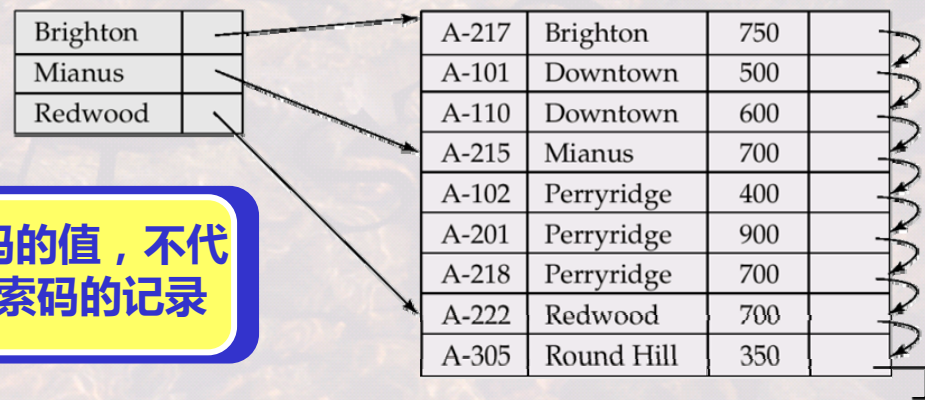 Brighton
Mianus
Redwood
码的值，不代
索码的记录
A-217 Brighton 750
A-101 Downtown 500
A-110 Downtown 600
A-215 Mianus 700
A-102 Perryridge 400
A-201 Perryridge 900
A-218 Perryridge 700
A-222 Redwood 700
A-305 Round Hill 350